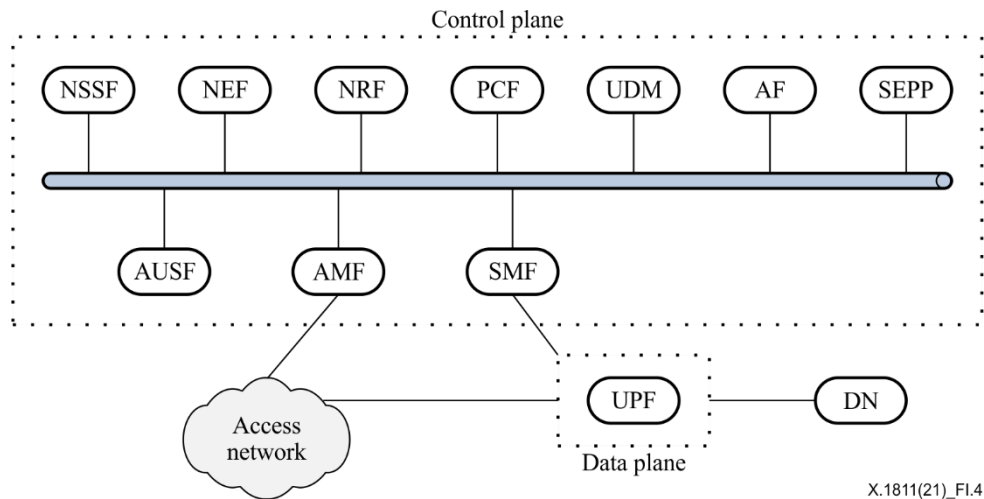 Control plane
NSSF
NEF
NRF
PCF
UDM
AF
SEPP
AUSF
AMF
SMF
UPF
DN
Access
network
Data plane
X.1811(21)_FI.4